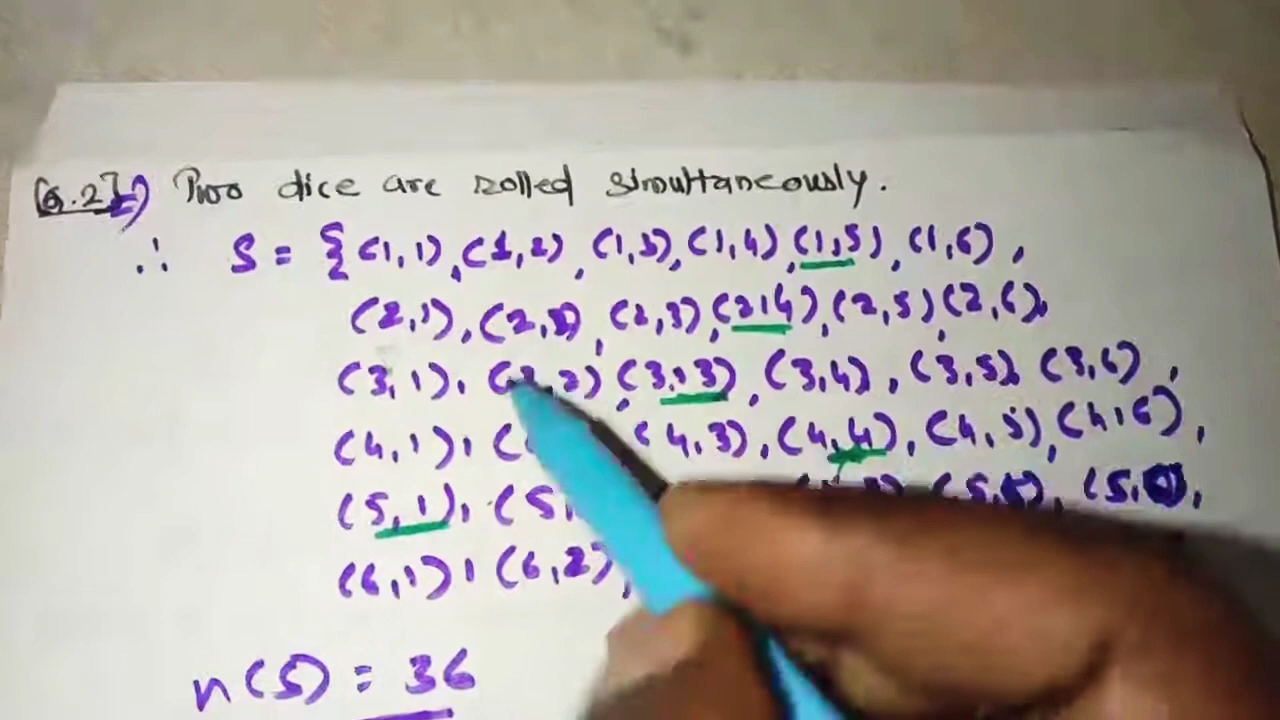 Q.2] 2) Two dice are rolled simultaneously.
∴ S = {(1,1), (1,2), (1,3), (1,4), (1,5), (1,6),
(2,1), (2,2), (2,3), (2,4), (2,5), (2,6),
(3,1), (3,2), (3,3), (3,4), (3,5), (3,6),
(4,1), ( 4,3), (4,4), (4,5), (4,6),
(5,1), (5, (5,5), (5,6),
(6,1), (6,2),
n(S) = 36